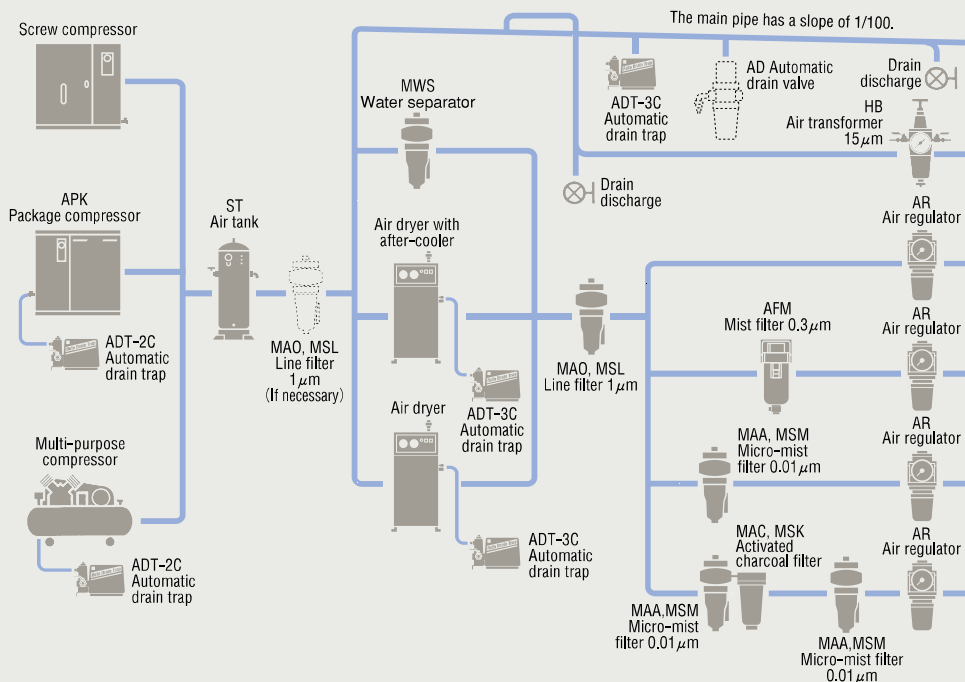 Screw compressor
APK
Package compressor
ADT-2C
Automatic
drain trap
Multi-purpose
compressor
ADT-2C
Automatic
drain trap
ST
Air tank
MAO, MSL
Line filter
1μm
(If necessary)
MWS
Water separator
Air dryer with
after-cooler
ADT-3C
Automatic
drain trap
Air dryer
ADT-3C
Automatic
drain trap
The main pipe has a slope of 1/100.
ADT-3C
Automatic
drain trap
AD Automatic
drain valve
Drain
discharge
HB
Air transformer
15μm
Drain
discharge
MAO, MSL
Line filter 1μm
AR
Air regulator
AFM
Mist filter 0.3μm
AR
Air regulator
MAA, MSM
Micro-mist
filter 0.01μm
AR
Air regulator
MAA,MSM
Micro-mist
filter 0.01μm
MAC, MSK
Activated
charcoal filter
MAA,MSM
Micro-mist filter
0.01μm
AR
Air regulator